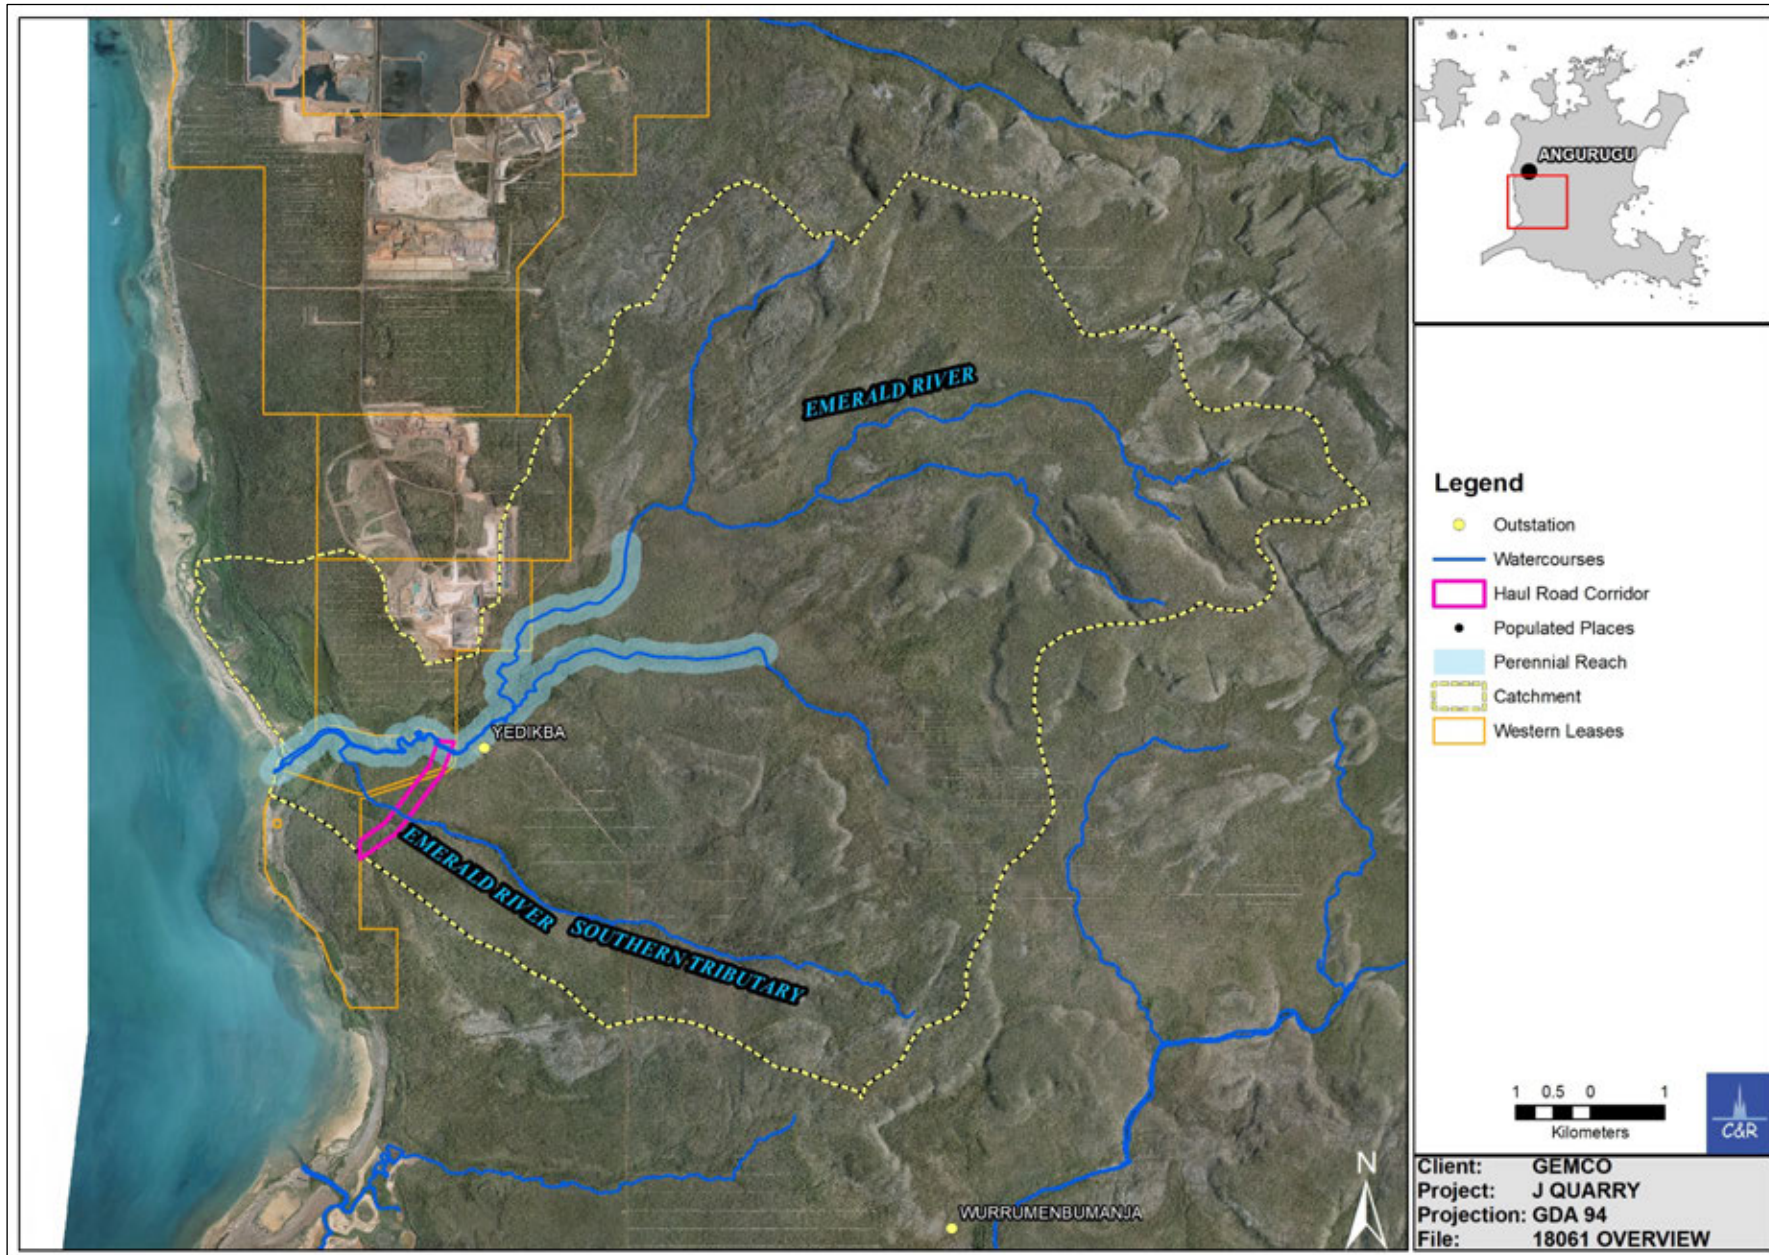 ANGURUGU
EMERALD RIVER
YEDIKBA
EMERALD RIVER SOUTHERN TRIBUTARY
WURRUMENBUMANJA
Legend
Outstation
Watercourses
Haul Road Corridor
Populated Places
Perennial Reach
Catchment
Western Leases
1 0.5 0 1
Kilometers
C&R
N
Client: GEMCO
Project: J QUARRY
Projection: GDA 94
File: 18061 OVERVIEW